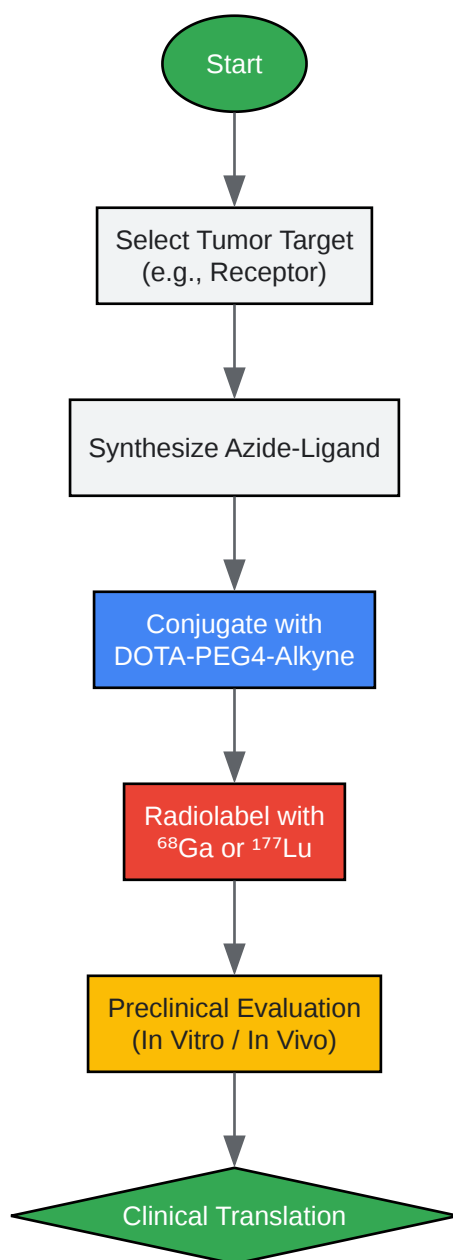 Start
Select Tumor Target
(e.g., Receptor)
Synthesize Azide-Ligand
Conjugate with
DOTA-PEG4-Alkyne
Radiolabel with
⁶⁸Ga or ¹⁷⁷Lu
Preclinical Evaluation
(In Vitro / In Vivo)
Clinical Translation